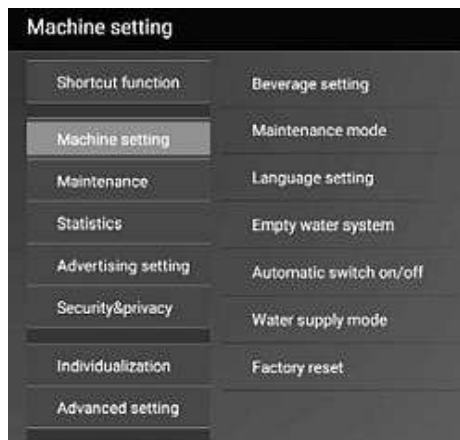 Machine setting
Shortcut function
Machine setting
Maintenance
Statistics
Advertising setting
Security&privacy
Individualization
Advanced setting
Beverage setting
Maintenance mode
Language setting
Empty water system
Automatic switch on/off
Water supply mode
Factory reset